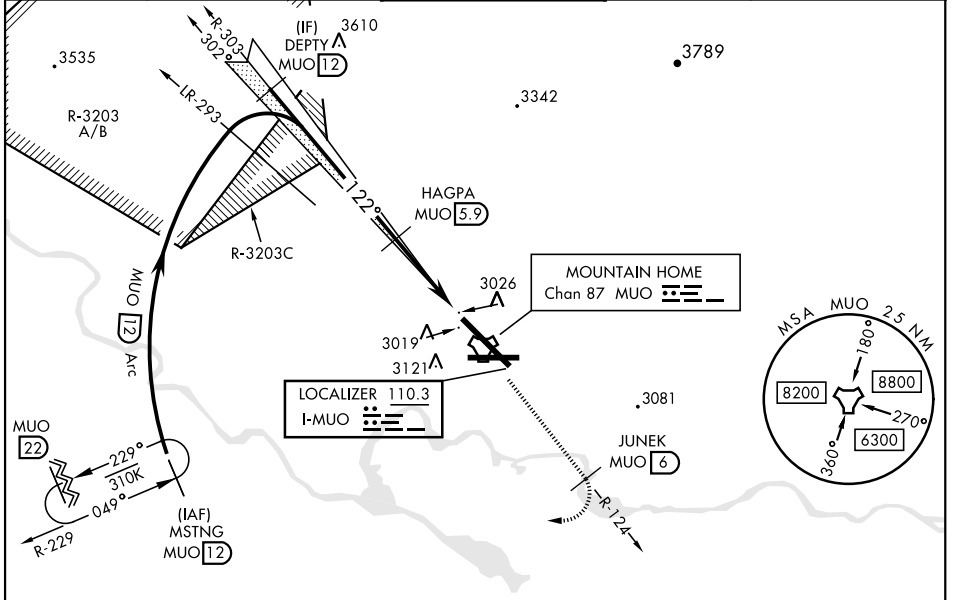 R-303
302°
(IF)
DEPTY
MUO 12
3610
3535
3789
LR-293
3342
R-3203
A/B
122°
HAGPA
MUO 5.9
R-3203C
MUO 12 Arc
3026
MOUNTAIN HOME
Chan 87 MUO
MSA MUO 25 NM
180°
3019
3121
8200
8800
270°
6300
360°
LOCALIZER 110.3
I-MUO
3081
MUO
22
229°
310K
049°
R-229
JUNEK
MUO 6
R-124
(IAF)
MSTNG
MUO 12